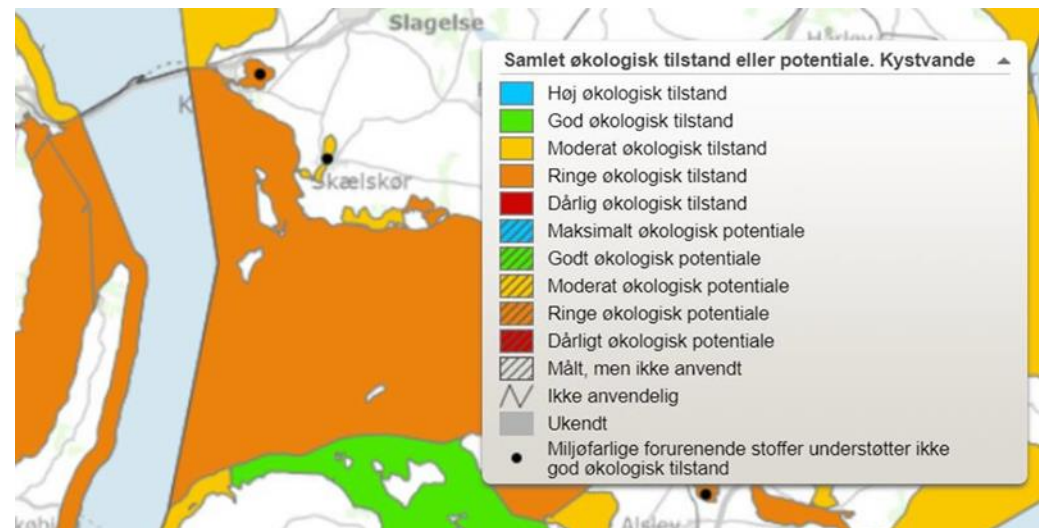 Slagelse
Skælskør
Samlet økologisk tilstand eller potentiale. Kystvande
Høj økologisk tilstand
God økologisk tilstand
Moderat økologisk tilstand
Ringe økologisk tilstand
Dårlig økologisk tilstand
Maksimalt økologisk potentiale
Godt økologisk potentiale
Moderat økologisk potentiale
Ringe økologisk potentiale
Dårligt økologisk potentiale
Målt, men ikke anvendt
Ikke anvendelig
Ukendt
Miljøfarlige forurenende stoffer understøtter ikke
god økologisk tilstand